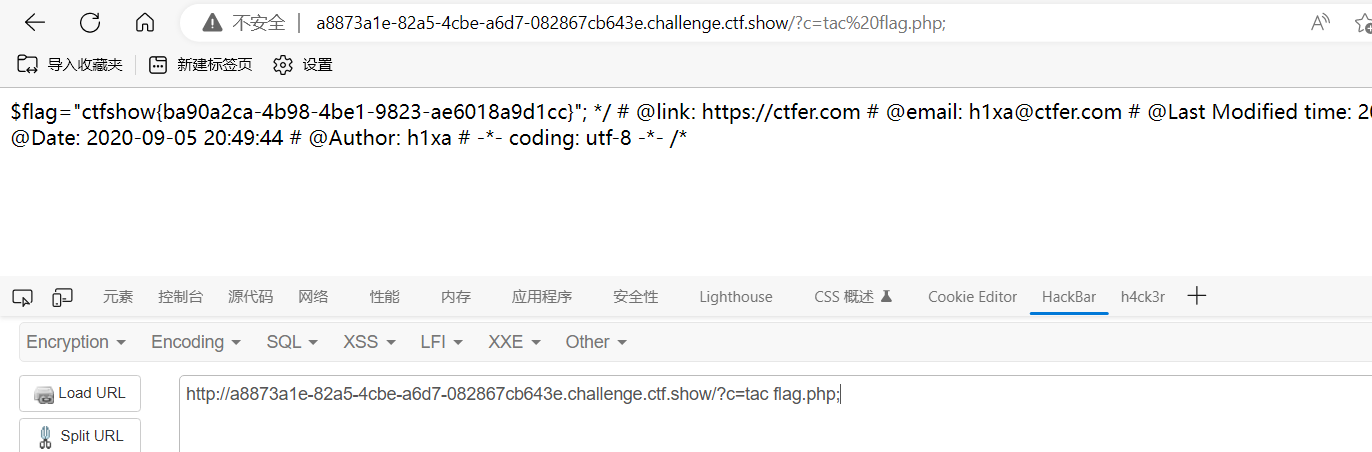 不安全 | a8873a1e-82a5-4cbe-a6d7-082867cb643e.challenge.ctf.show/?c=tac%20flag.php; A
导入收藏夹 新建标签页 设置
$flag="ctfshow{ba90a2ca-4b98-4be1-9823-ae6018a9d1cc}"; */ # @link: https://ctfer.com # @email: h1xa@ctfer.com # @Last Modified time: 20
@Date: 2020-09-05 20:49:44 # @Author: h1xa # -*- coding: utf-8 -*- /*
元素 控制台 源代码 网络 性能 内存 应用程序 安全性 Lighthouse CSS 概述 Cookie Editor HackBar h4ck3r
Encryption Encoding SQL XSS LFI XXE Other
Load URL http://a8873a1e-82a5-4cbe-a6d7-082867cb643e.challenge.ctf.show/?c=tac flag.php;
Split URL